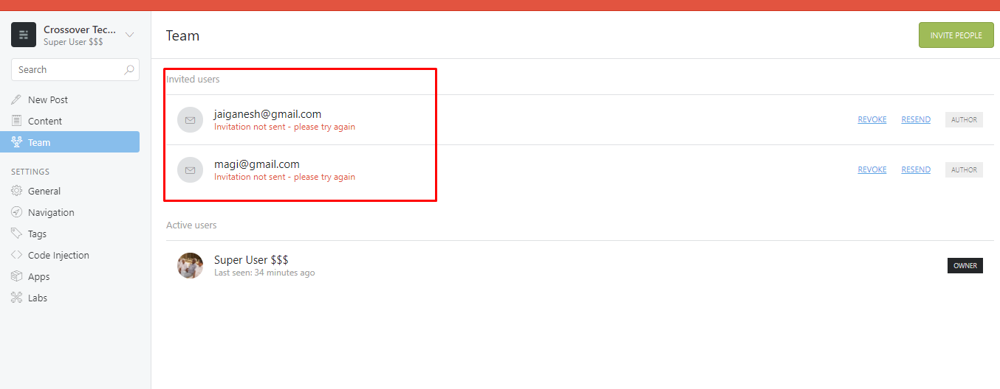 Crossover Tec...
Super User $$$
Search
New Post
Content
Team
SETTINGS
General
Navigation
Tags
Code Injection
Apps
Labs
Team
INVITE PEOPLE
Invited users
jaiganesh@gmail.com
Invitation not sent - please try again
REVOKE RESEND AUTHOR
magi@gmail.com
Invitation not sent - please try again
REVOKE RESEND AUTHOR
Active users
Super User $$$
Last seen: 34 minutes ago
OWNER